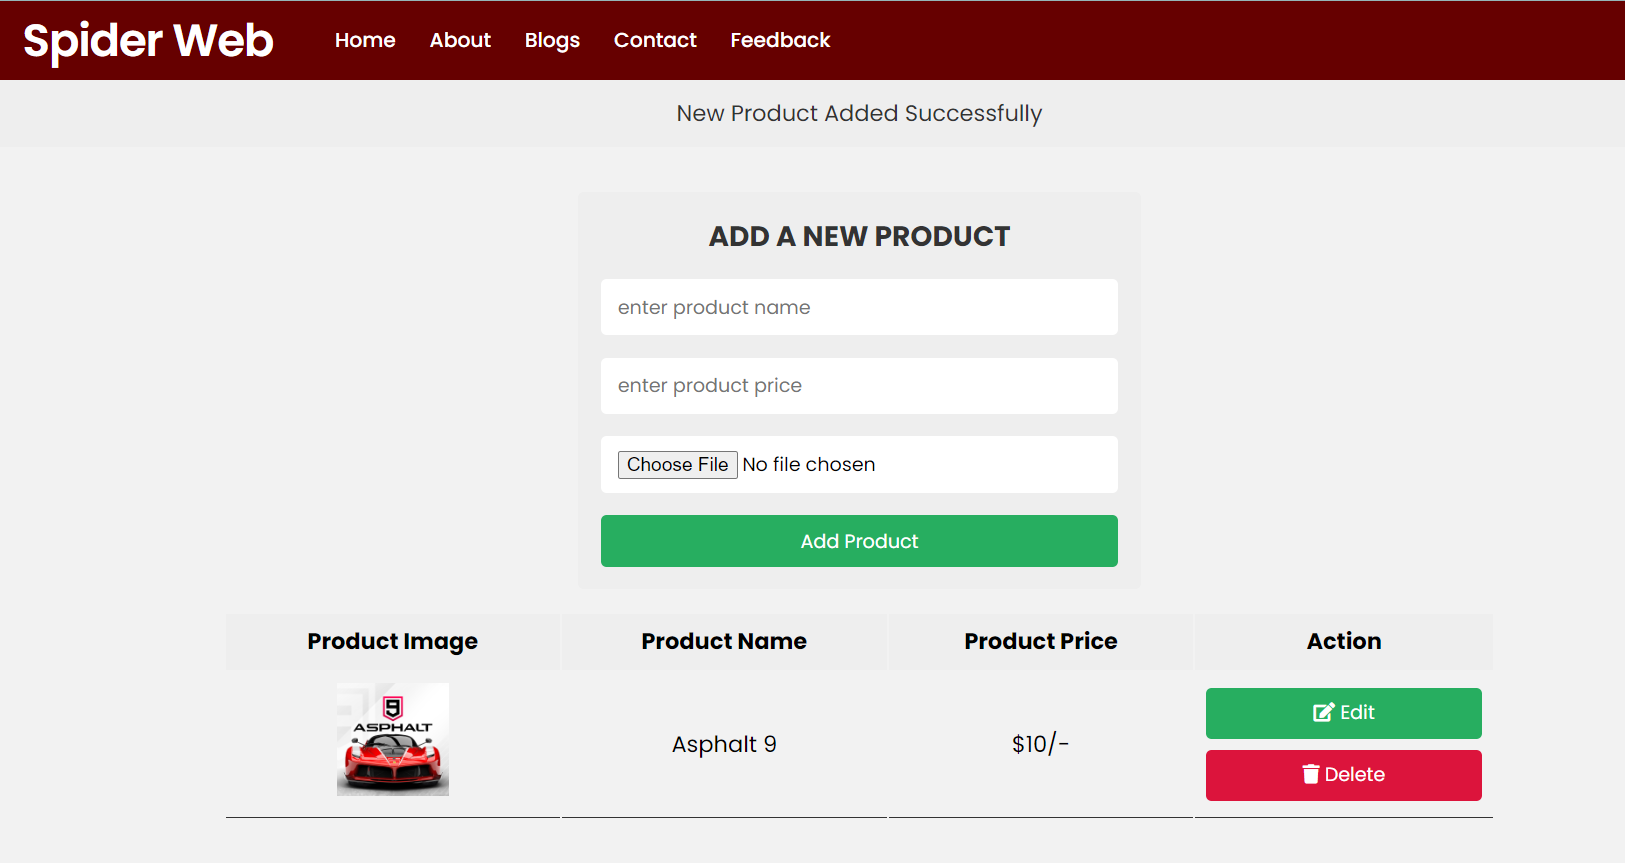 Spider Web Home About Blogs Contact Feedback
New Product Added Successfully
ADD A NEW PRODUCT
enter product name
enter product price
Choose File No file chosen
Add Product
Product Image Product Name Product Price Action
9
ASPHALT
Asphalt 9 $10/-
Edit
Delete